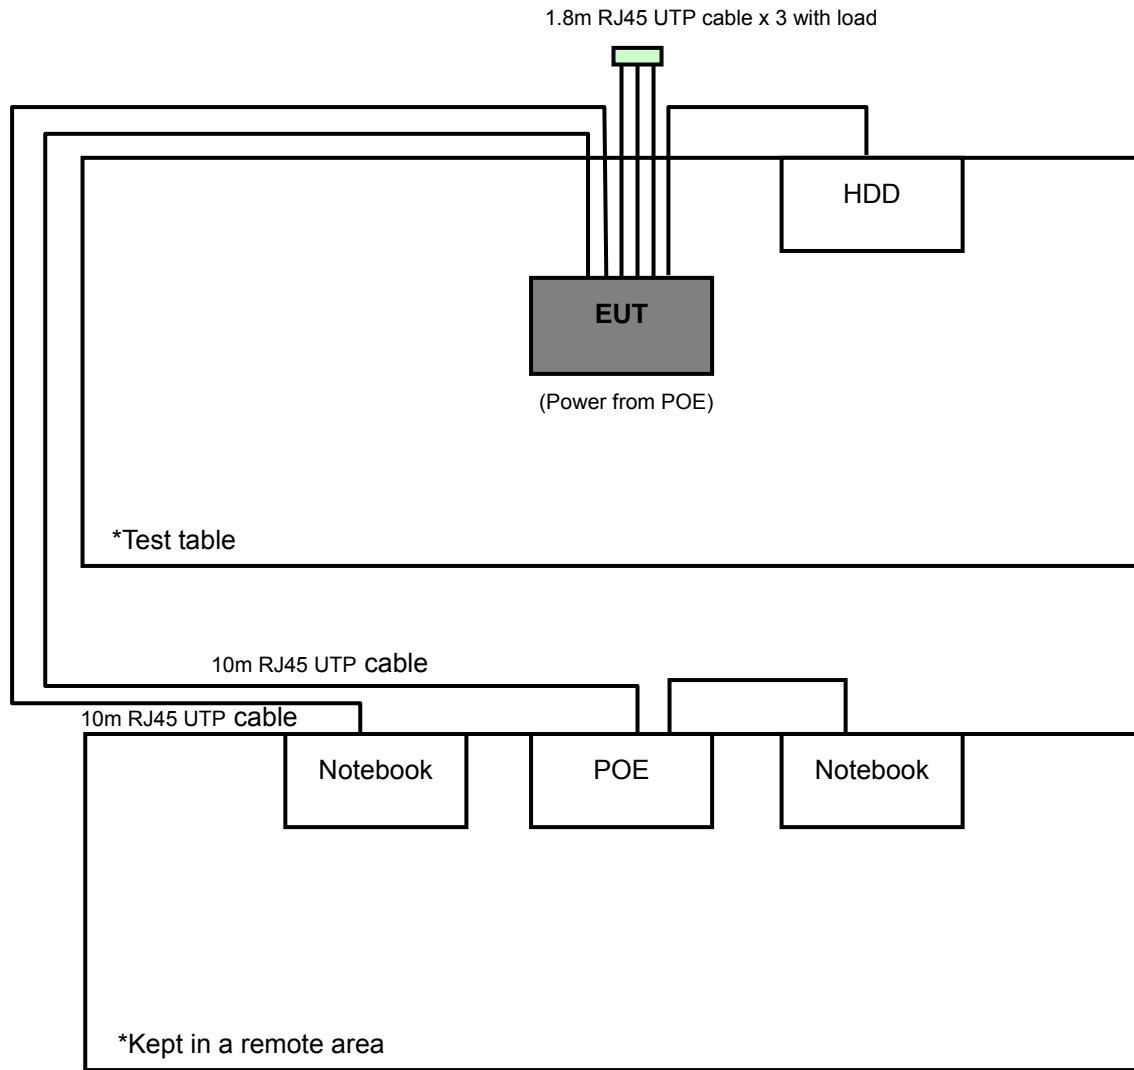 1.8m RJ45 UTP cable x 3 with load
HDD
EUT
(Power from POE)
*Test table
10m RJ45 UTP cable
10m RJ45 UTP cable
Notebook
POE
Notebook
*Kept in a remote area